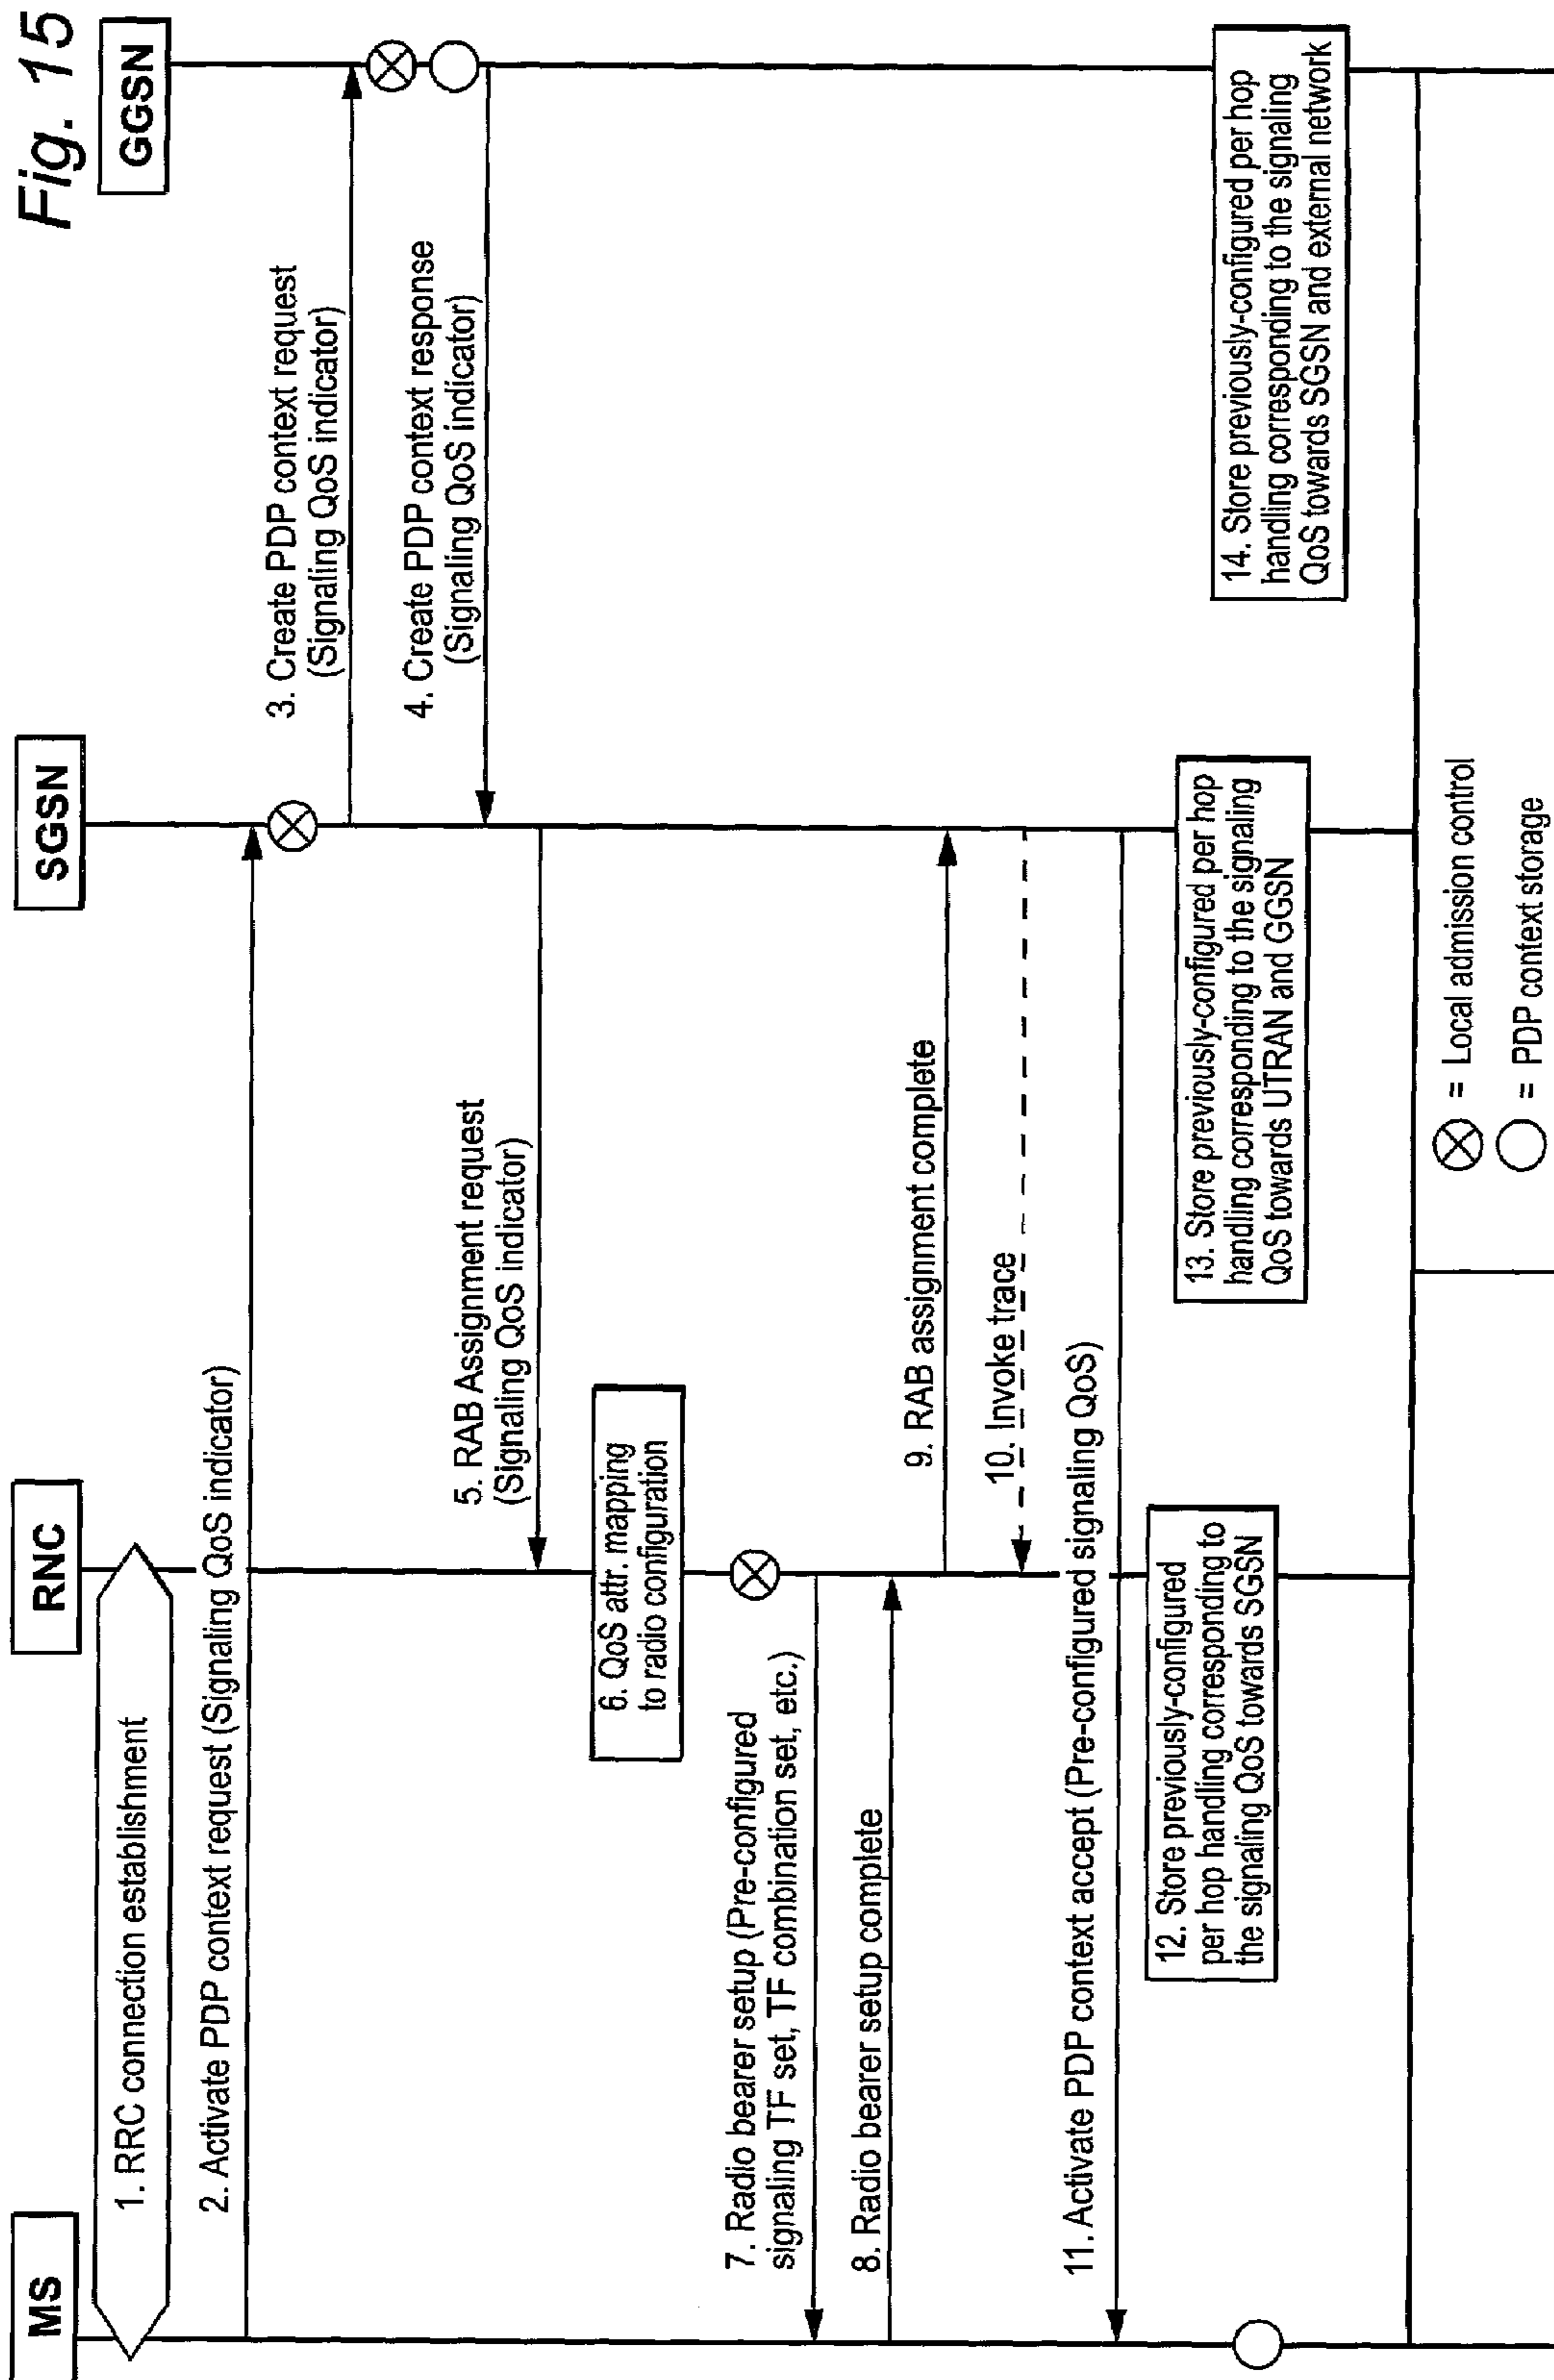 Fig. 15
MS
RNC
SGSN
GGSN
1. RRC connection establishment
2. Activate PDP context request (Signaling QoS indicator)
3. Create PDP context request
(Signaling QoS indicator)
4. Create PDP context response
(Signaling QoS indicator)
5. RAB Assignment request
(Signaling QoS indicator)
6. QoS attr. mapping
to radio configuration
7. Radio bearer setup (Pre-configured
signaling TF set, TF combination set, etc.)
8. Radio bearer setup complete
9. RAB assignment complete
10. Invoke trace
11. Activate PDP context accept (Pre-configured signaling QoS)
12. Store previously-configured
per hop handling corresponding to
the signaling QoS towards SGSN
13. Store previously-configured per hop
handling corresponding to the signaling
QoS towards UTRAN and GGSN
14. Store previously-configured per hop
handling corresponding to the signaling
QoS towards SGSN and external network
= Local admission control
= PDP context storage